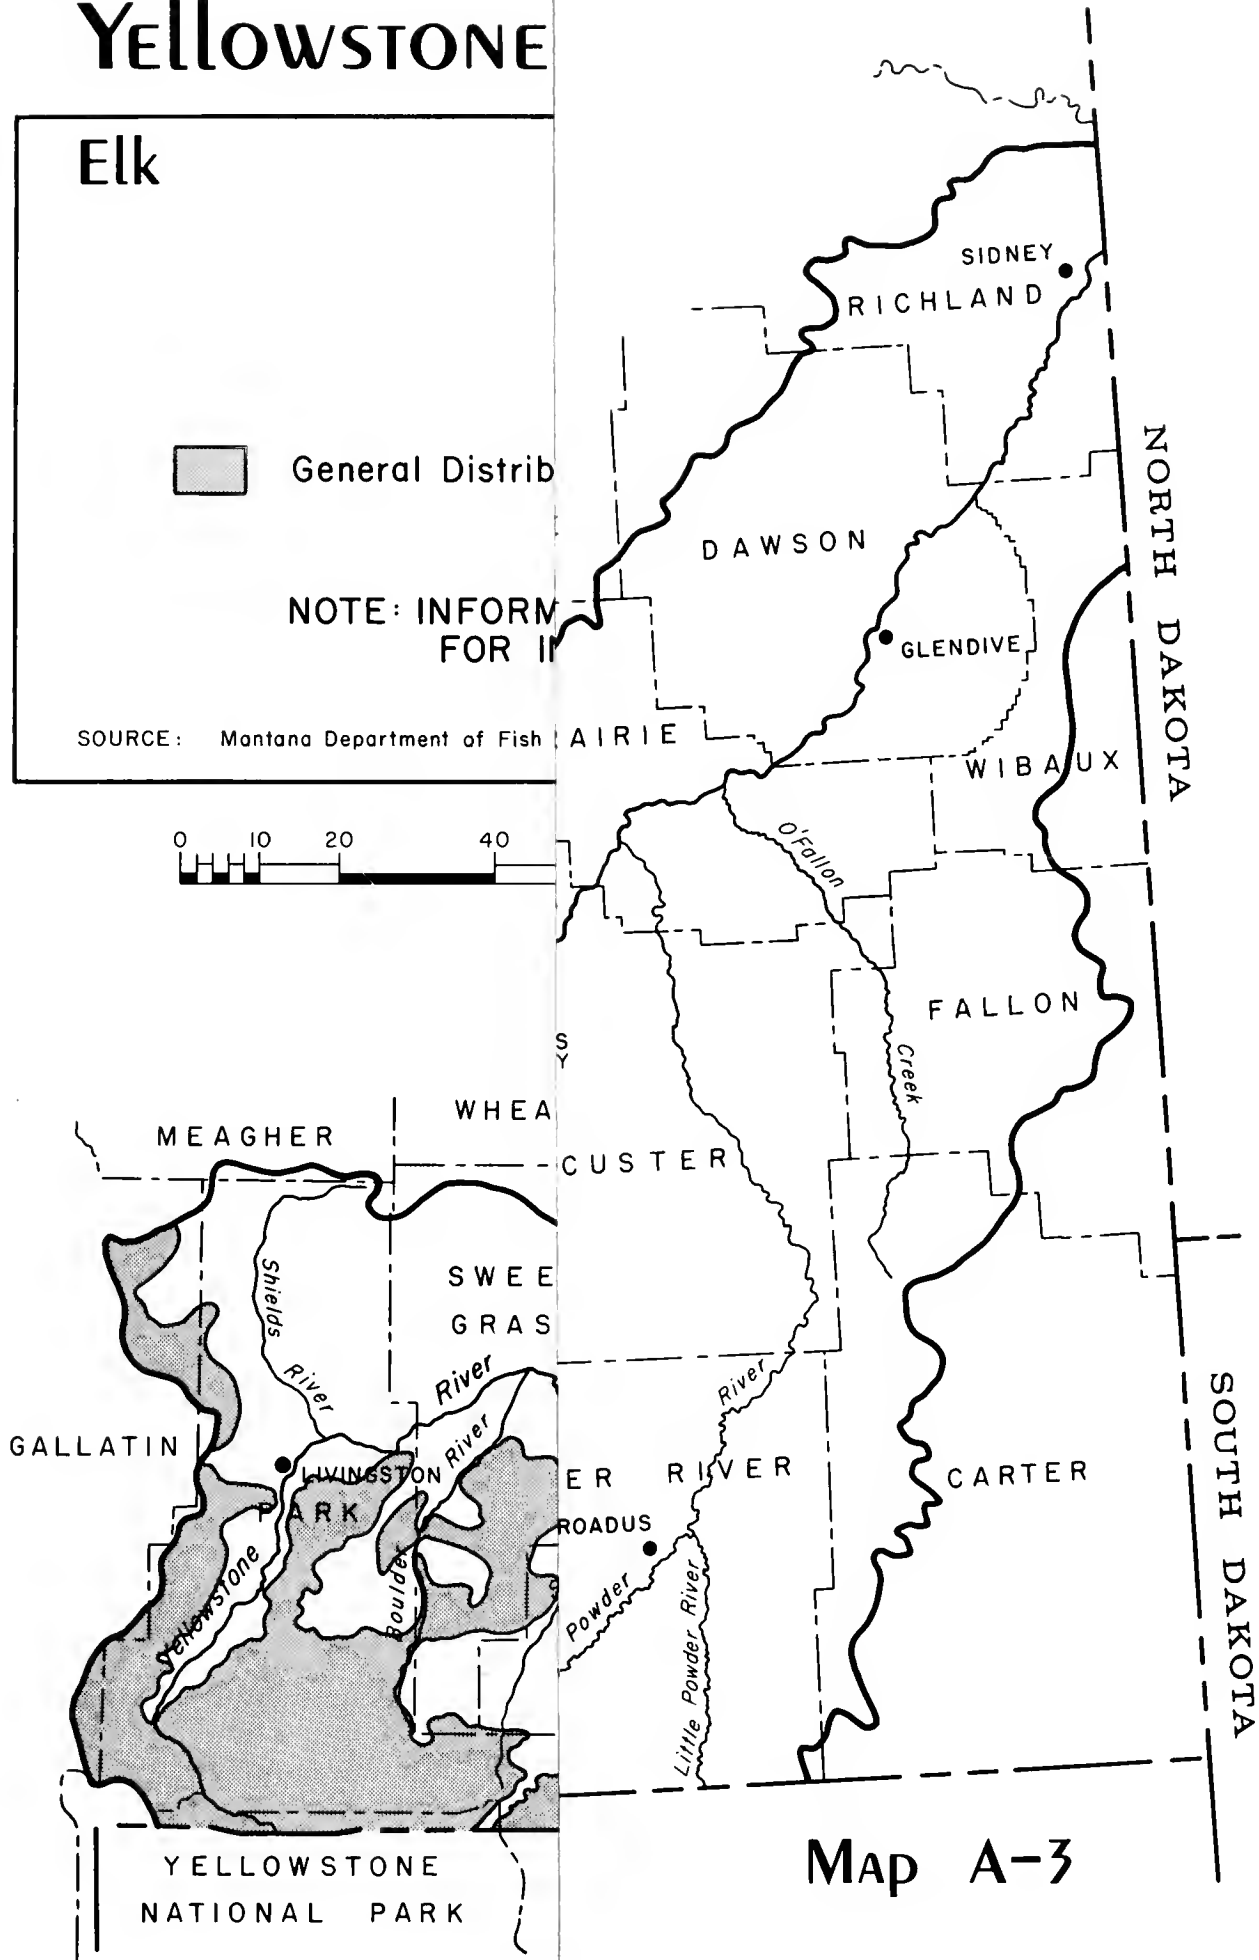 YEllOWSTONE
Elk
General Distrib
NOTE: INFORM
FOR I
SOURCE: Montana Department of Fish
0 10 20 40
SIDNEY
RICHLAND
DAWSON
GLENDIVE
AIRIE
WIBAUX
NORTH DAKOTA
O'Fallon
Creek
FALLON
S
Y
MEAGHER
WHEA
CUSTER
SWEE
GRAS
Shields
River
River
River
GALLATIN
LIVINGSTON
PARK
Yellowstone
Boulder
River
ER RIVER
CARTER
ROADUS
Powder
Little Powder River
SOUTH DAKOTA
YELLOWSTONE
NATIONAL PARK
MAP A-3